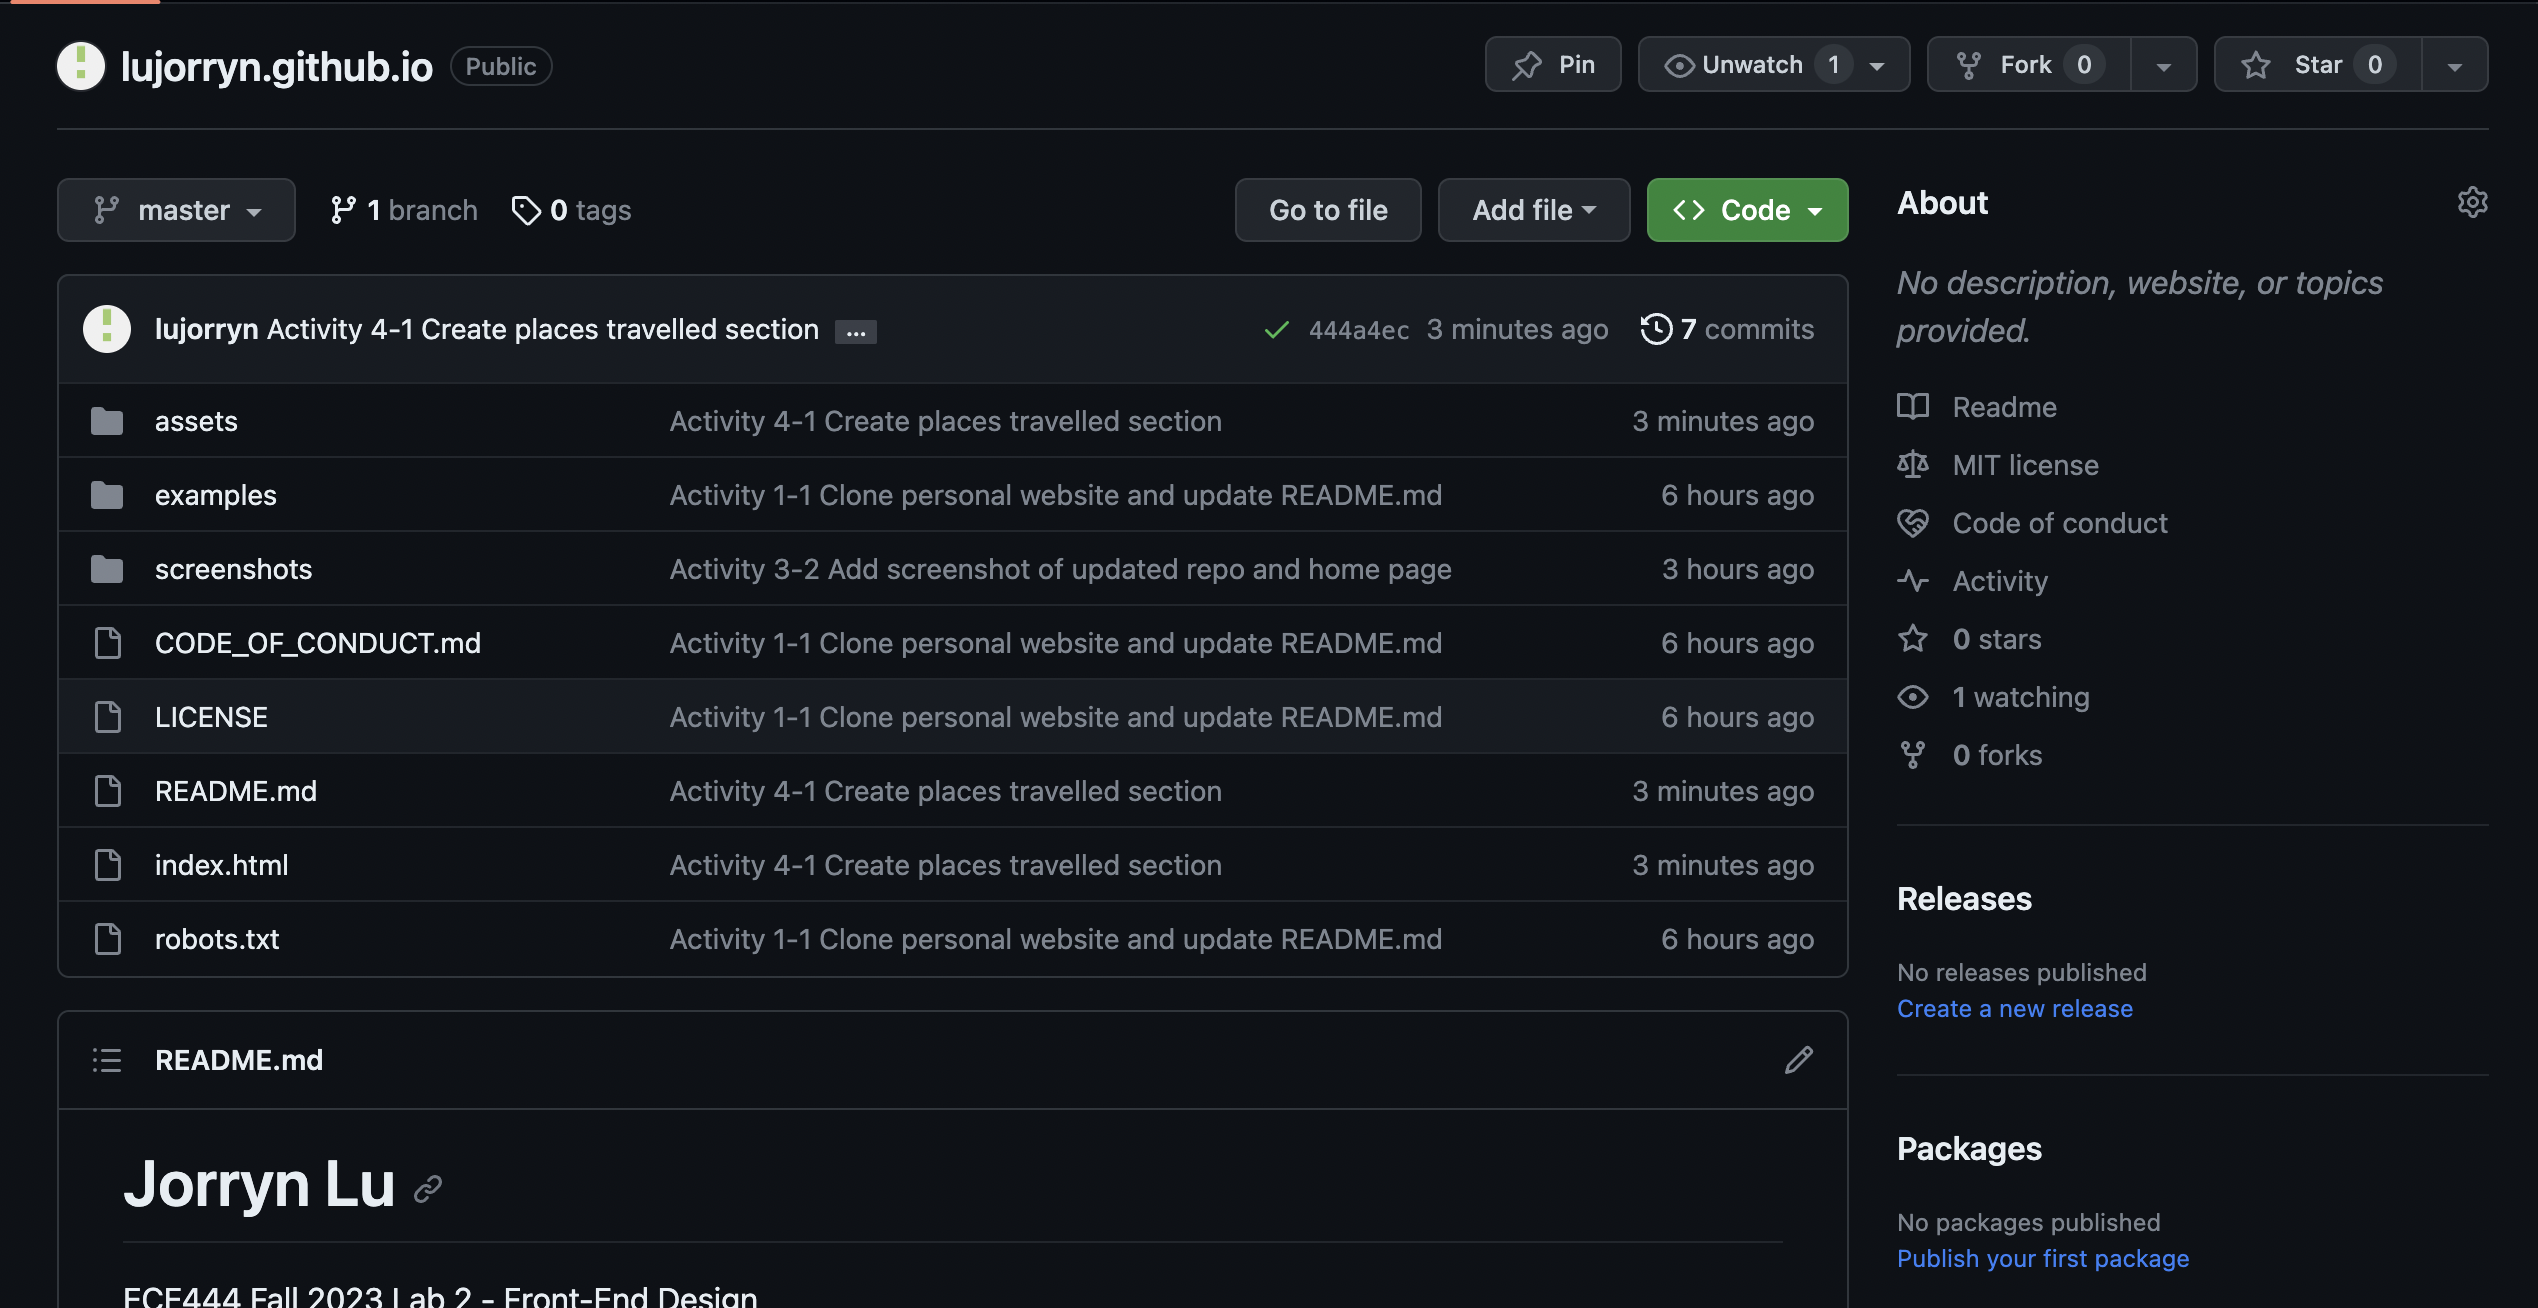 lujorryn.github.io Public Pin Unwatch 1 Fork 0 Star 0
master 1 branch 0 tags Go to file Add file Code
lujorryn Activity 4-1 Create places travelled section ... 444a4ec 3 minutes ago 7 commits
assets Activity 4-1 Create places travelled section 3 minutes ago
examples Activity 1-1 Clone personal website and update README.md 6 hours ago
screenshots Activity 3-2 Add screenshot of updated repo and home page 3 hours ago
CODE_OF_CONDUCT.md Activity 1-1 Clone personal website and update README.md 6 hours ago
LICENSE Activity 1-1 Clone personal website and update README.md 6 hours ago
README.md Activity 4-1 Create places travelled section 3 minutes ago
index.html Activity 4-1 Create places travelled section 3 minutes ago
robots.txt Activity 1-1 Clone personal website and update README.md 6 hours ago
README.md
Jorryn Lu
ECE444 Fall 2023 Lab 2 - Front-End Design
About
No description, website, or topics
provided.
Readme
MIT license
Code of conduct
Activity
0 stars
1 watching
0 forks
Releases
No releases published
Create a new release
Packages
No packages published
Publish your first package